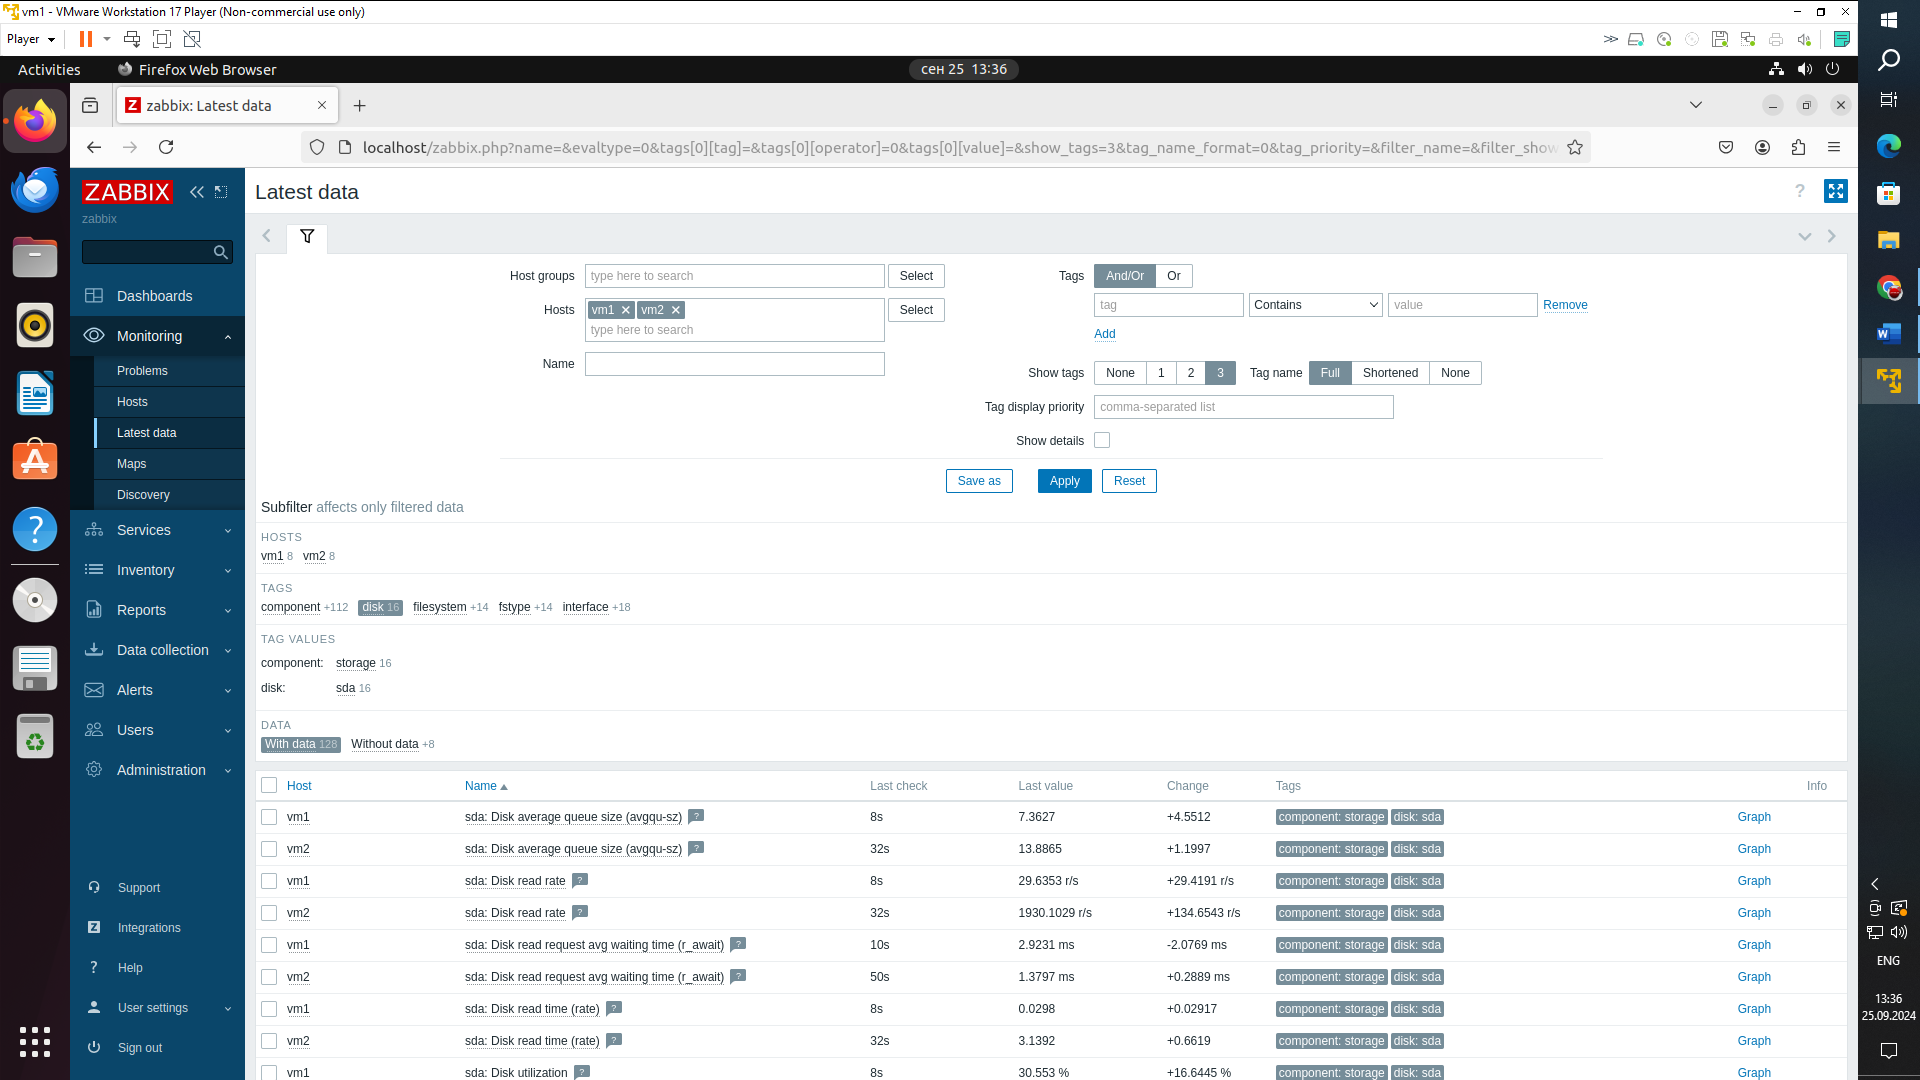 vm1 - VMware Workstation 17 Player (Non-commercial use only)
Player
Activities
Firefox Web Browser
сен 25 13:36
zabbix: Latest data
localhost/zabbix.php?name=&evaltype=0&tags[0][tag]=&tags[0][operator]=0&tags[0][value]=&show_tags=3&tag_name_format=0&tag_priority=&filter_name=&filter_show
ZABBIX
zabbix
Dashboards
Monitoring
Problems
Hosts
Latest data
Maps
Discovery
Services
Inventory
Reports
Data collection
Alerts
Users
Administration
Support
Integrations
Help
User settings
Sign out
Latest data
Host groups type here to search Select
Hosts vm1 vm2 type here to search Select
Name
Tags And/Or Or
tag Contains value Remove
Add
Show tags None 1 2 3 Tag name Full Shortened None
Tag display priority comma-separated list
Show details
Save as Apply Reset
Subfilter affects only filtered data
HOSTS
vm1 8 vm2 8
TAGS
component +112 disk 16 filesystem +14 fstype +14 interface +18
TAG VALUES
component: storage 16
disk: sda 16
DATA
With data 128 Without data +8
Host Name Last check Last value Change Tags Info
vm1 sda: Disk average queue size (avgqu-sz) 8s 7.3627 +4.5512 component: storage disk: sda Graph
vm2 sda: Disk average queue size (avgqu-sz) 32s 13.8865 +1.1997 component: storage disk: sda Graph
vm1 sda: Disk read rate 8s 29.6353 r/s +29.4191 r/s component: storage disk: sda Graph
vm2 sda: Disk read rate 32s 1930.1029 r/s +134.6543 r/s component: storage disk: sda Graph
vm1 sda: Disk read request avg waiting time (r_await) 10s 2.9231 ms -2.0769 ms component: storage disk: sda Graph
vm2 sda: Disk read request avg waiting time (r_await) 50s 1.3797 ms +0.2889 ms component: storage disk: sda Graph
vm1 sda: Disk read time (rate) 8s 0.0298 +0.02917 component: storage disk: sda Graph
vm2 sda: Disk read time (rate) 32s 3.1392 +0.6619 component: storage disk: sda Graph
vm1 sda: Disk utilization 8s 30.553 % +16.6445 % component: storage disk: sda Graph
ENG
13:36
25.09.2024